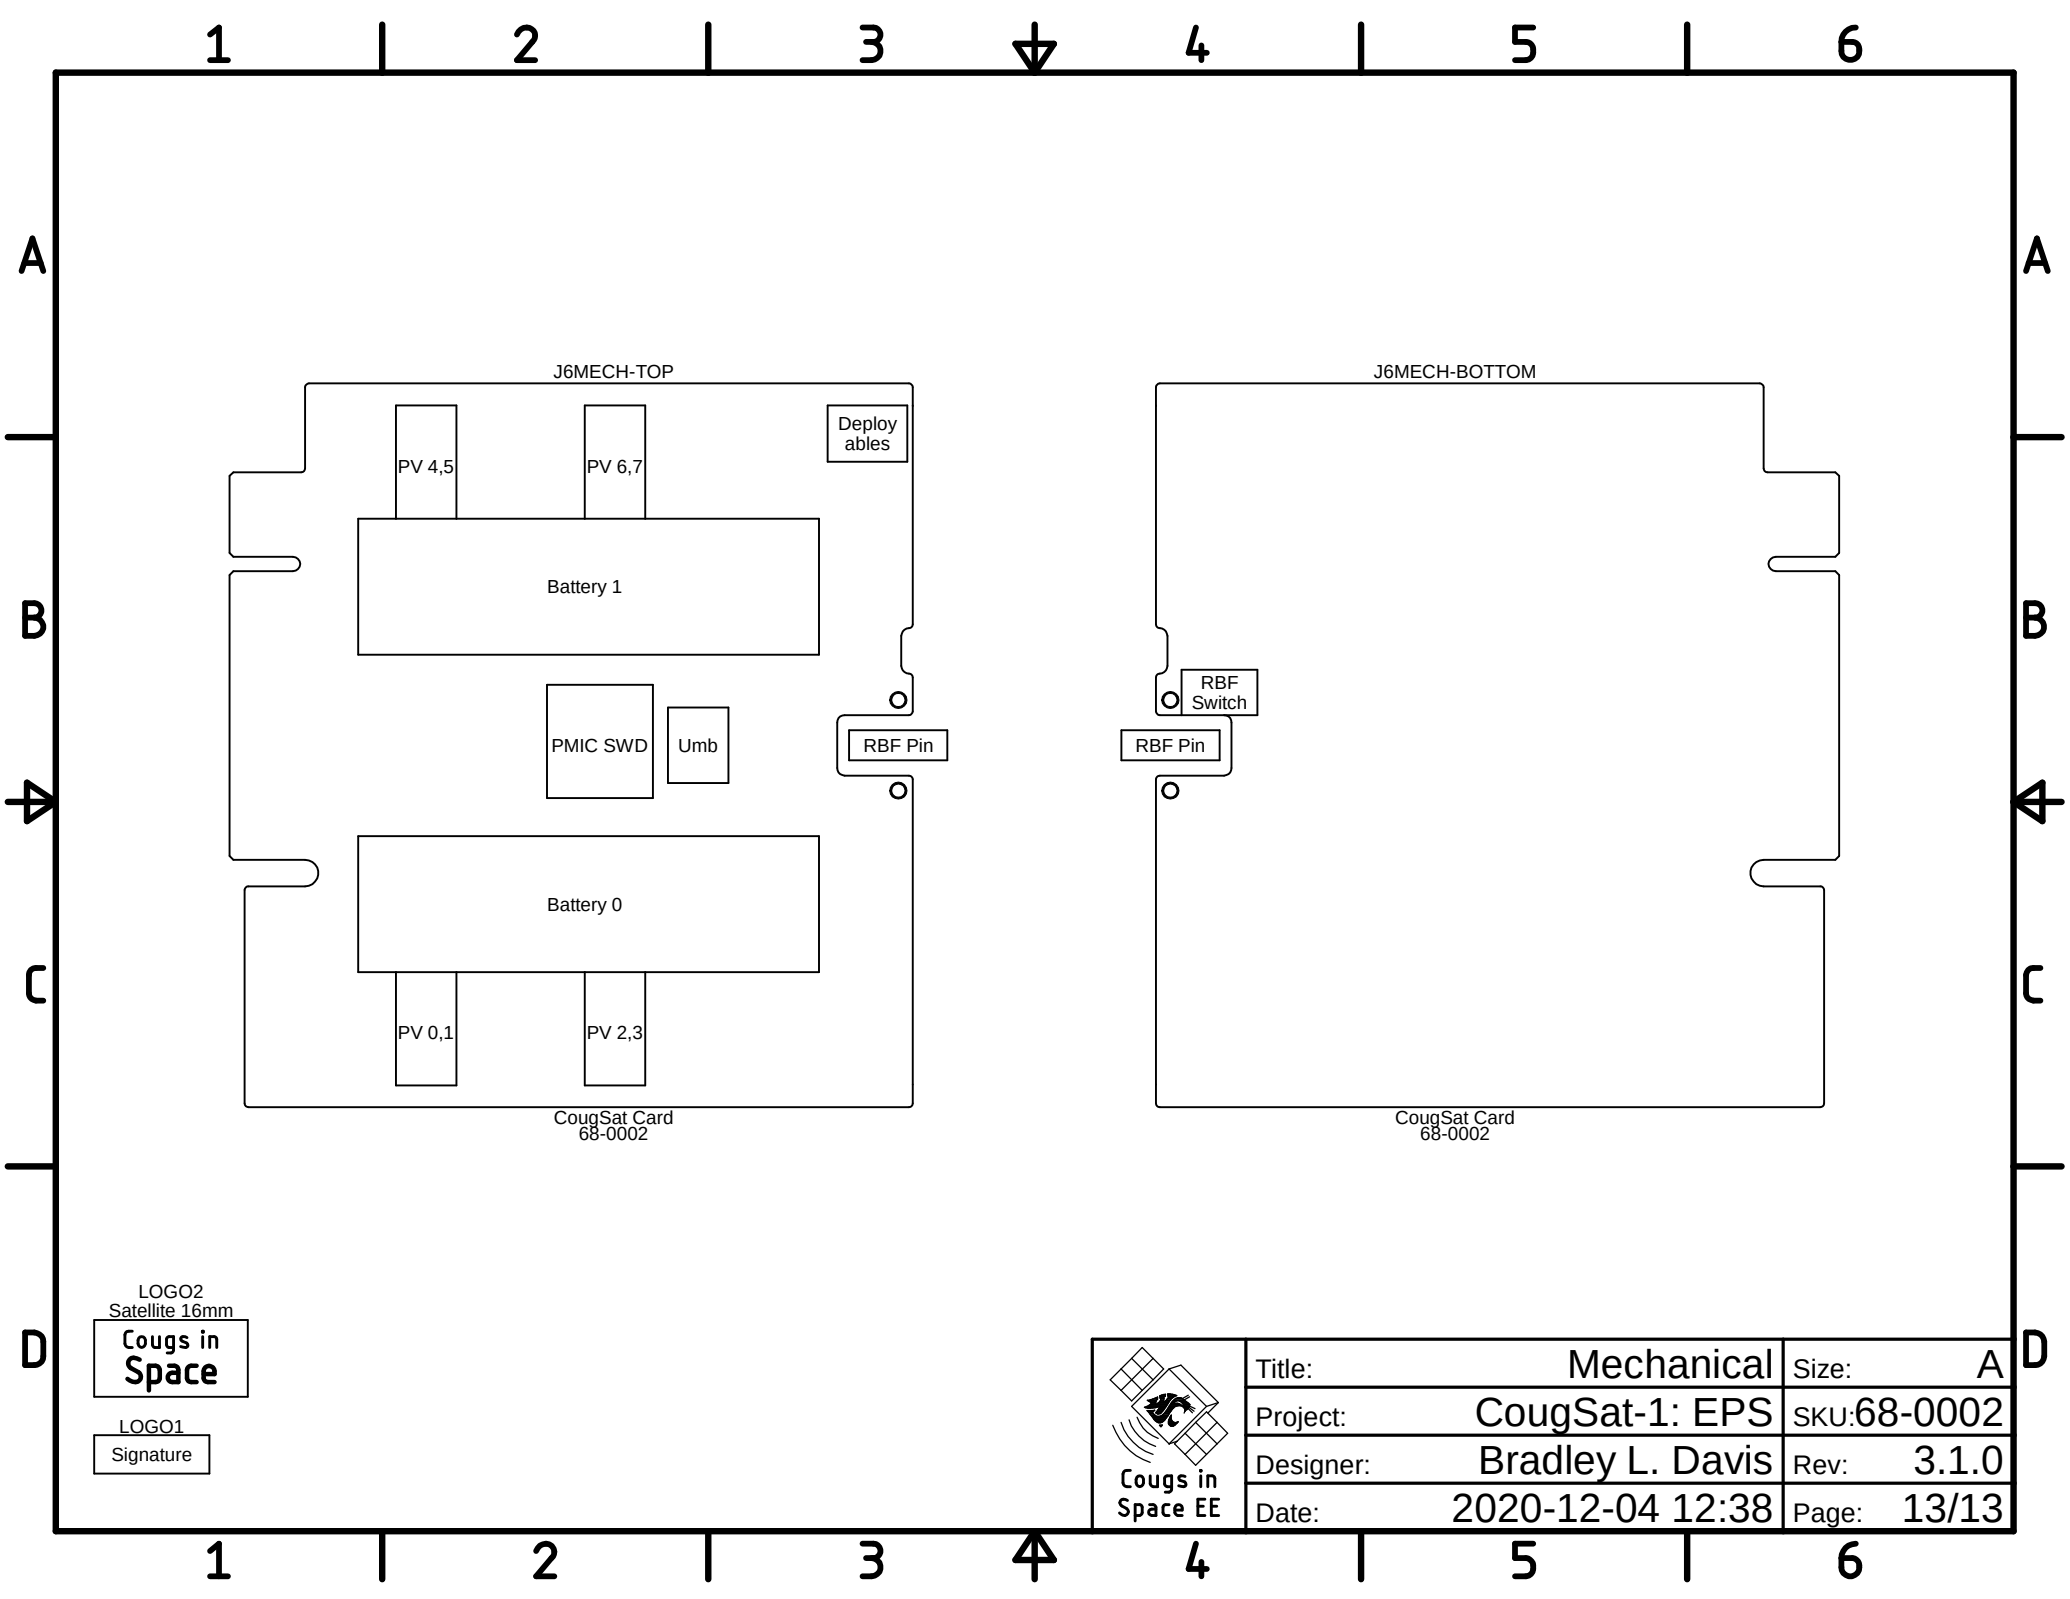 1 2 3 4 5 6
A A
J6MECH-TOP J6MECH-BOTTOM
Deploy
ables
PV 4,5 PV 6,7
Battery 1
B B
RBF
Switch
PMIC SWD Umb RBF Pin RBF Pin
Battery 0
C C
PV 0,1 PV 2,3
CougSat Card
68-0002
CougSat Card
68-0002
LOGO2
Satellite 16mm
Cougs in
Space
D D
LOGO1
Signature
Cougs in
Space EE
Title: Mechanical Size: A
Project: CougSat-1: EPS SKU:68-0002
Designer: Bradley L. Davis Rev: 3.1.0
Date: 2020-12-04 12:38 Page: 13/13
1 2 3 4 5 6